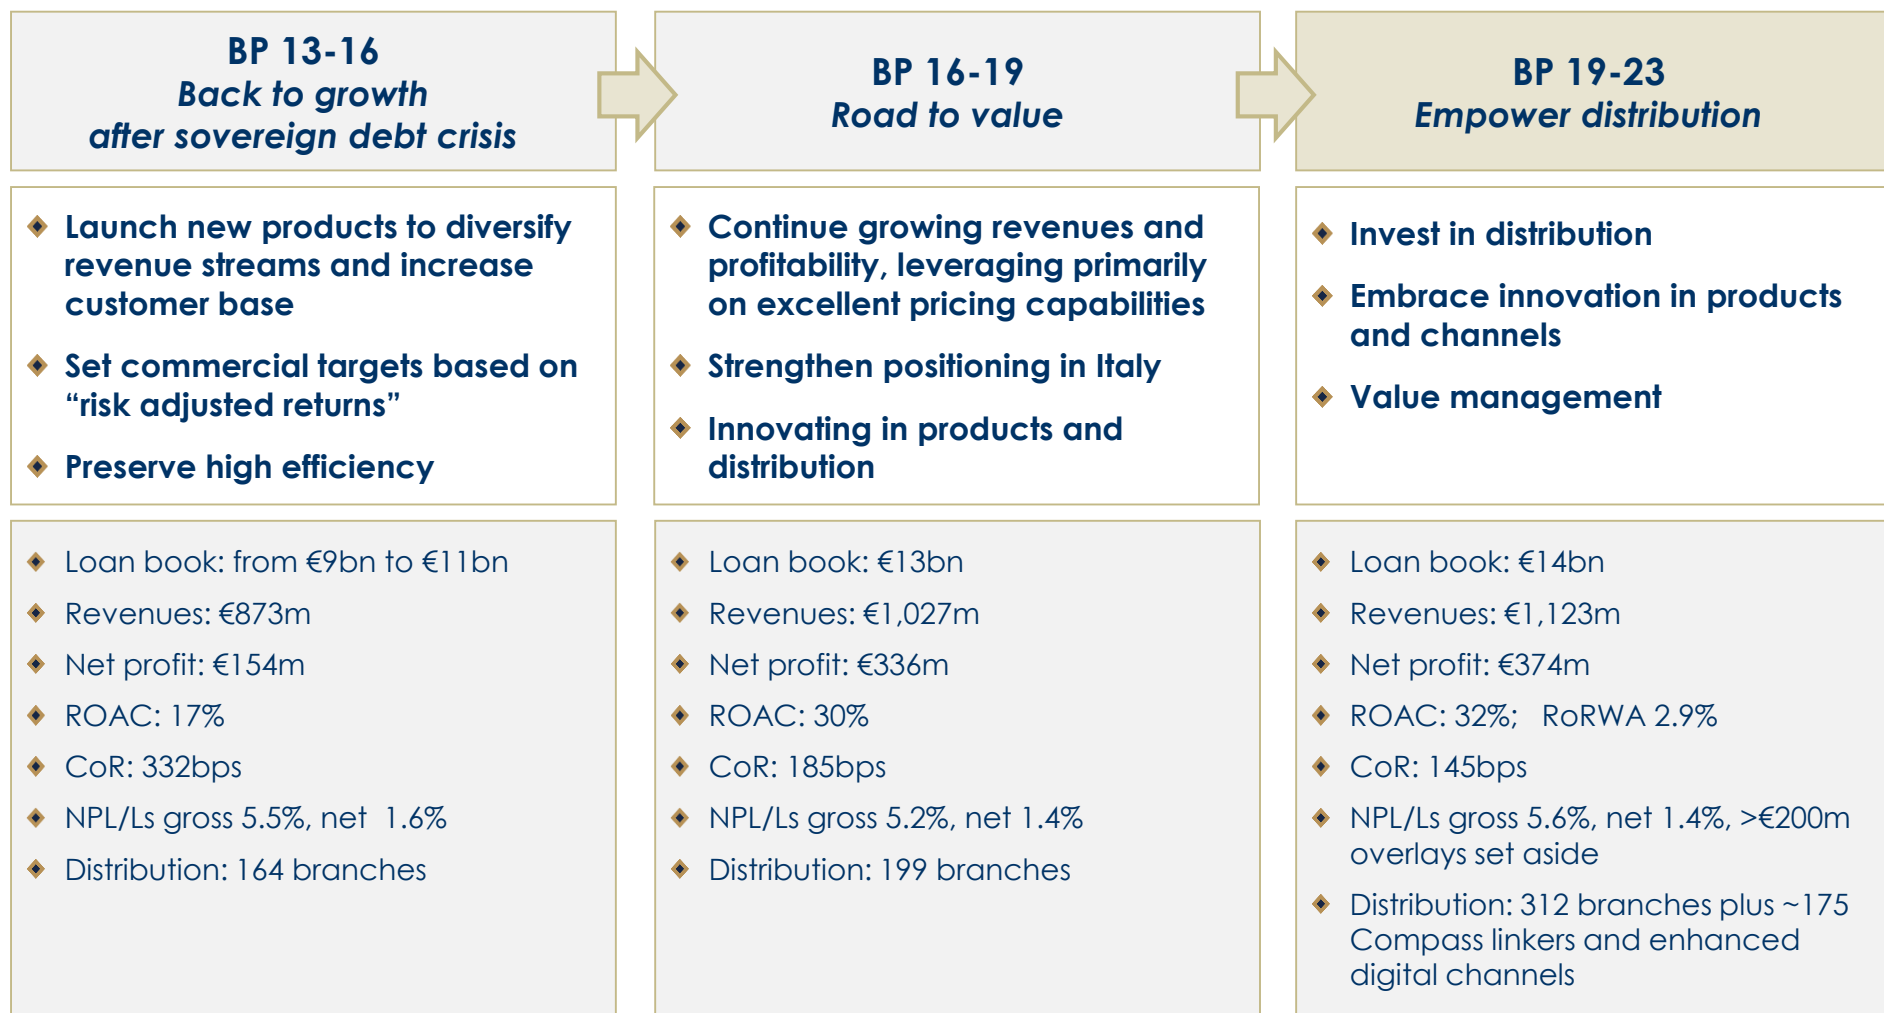 BP 13-16
Back to growth
after sovereign debt crisis
BP 16-19
Road to value
BP 19-23
Empower distribution
Launch new products to diversify
revenue streams and increase
customer base
Set commercial targets based on
“risk adjusted returns”
Preserve high efficiency
Continue growing revenues and
profitability, leveraging primarily
on excellent pricing capabilities
Strengthen positioning in Italy
Innovating in products and
distribution
Invest in distribution
Embrace innovation in products
and channels
Value management
Loan book: from €9bn to €11bn
Revenues: €873m
Net profit: €154m
ROAC: 17%
CoR: 332bps
NPL/Ls gross 5.5%, net 1.6%
Distribution: 164 branches
Loan book: €13bn
Revenues: €1,027m
Net profit: €336m
ROAC: 30%
CoR: 185bps
NPL/Ls gross 5.2%, net 1.4%
Distribution: 199 branches
Loan book: €14bn
Revenues: €1,123m
Net profit: €374m
ROAC: 32%; RoRWA 2.9%
CoR: 145bps
NPL/Ls gross 5.6%, net 1.4%, >€200m
overlays set aside
Distribution: 312 branches plus ~175
Compass linkers and enhanced
digital channels